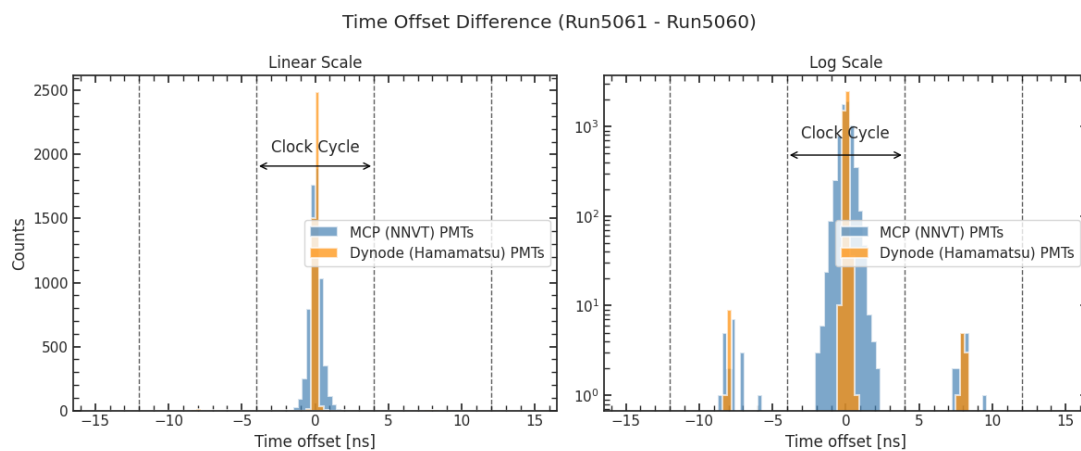 Time Offset Difference (Run5061 - Run5060)
Linear Scale
Counts
2500
2000
1500
1000
500
0
Clock Cycle
MCP (NNVT) PMTs
Dynode (Hamamatsu) PMTs
−15 −10 −5 0 5 10 15
Time offset [ns]
Log Scale
10³
10²
10¹
10⁰
Clock Cycle
MCP (NNVT) PMTs
Dynode (Hamamatsu) PMTs
−15 −10 −5 0 5 10 15
Time offset [ns]